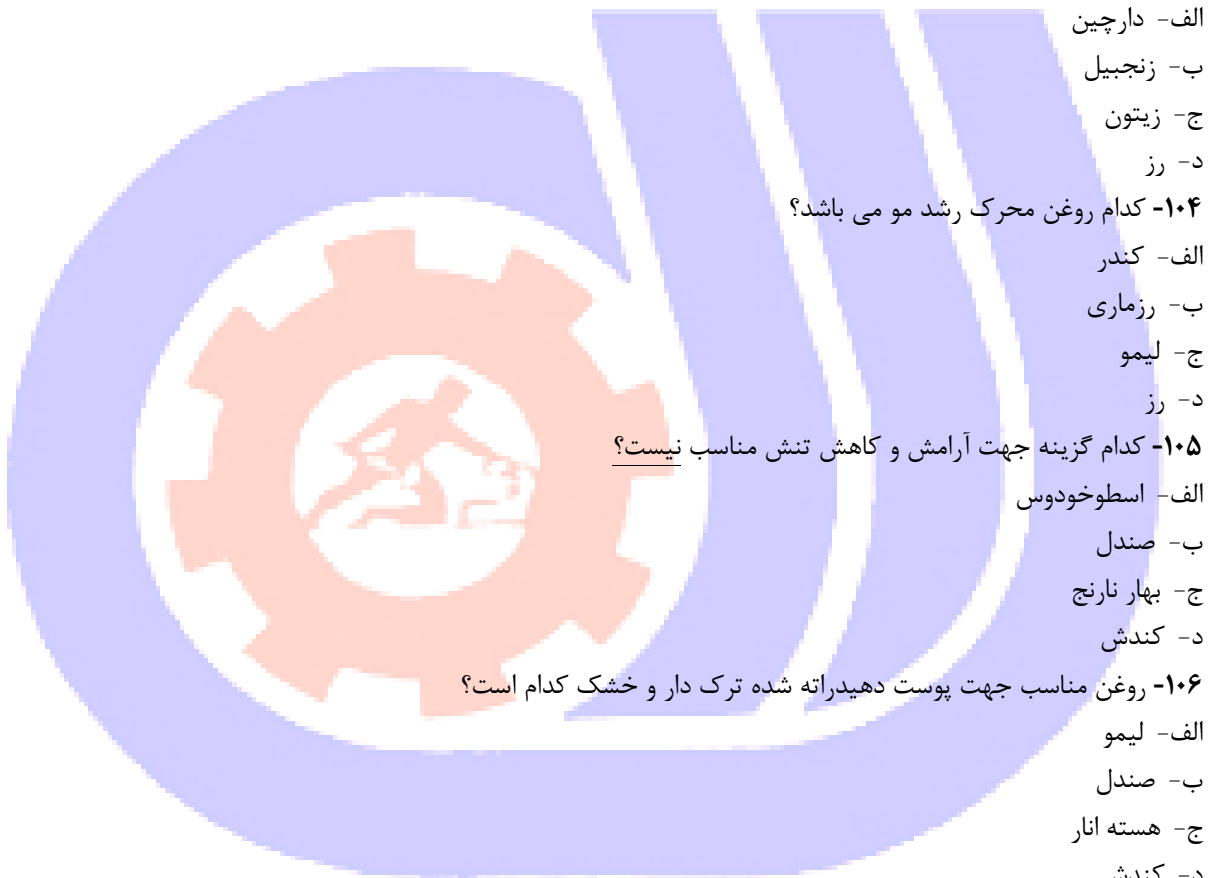 الف- دارچین
ب- زنجبیل
ج- زیتون
د- رز
۱۰۴- کدام روغن محرک رشد مو می باشد؟
الف- کندر
ب- رزماری
ج- لیمو
د- رز
۱۰۵- کدام گزینه جهت آرامش و کاهش تنش مناسب نیست؟
الف- اسطوخودوس
ب- صندل
ج- بهار نارنج
د- کندش
۱۰۶- روغن مناسب جهت پوست دهیدراته شده ترک دار و خشک کدام است؟
الف- لیمو
ب- صندل
ج- هسته انار
د- کندش